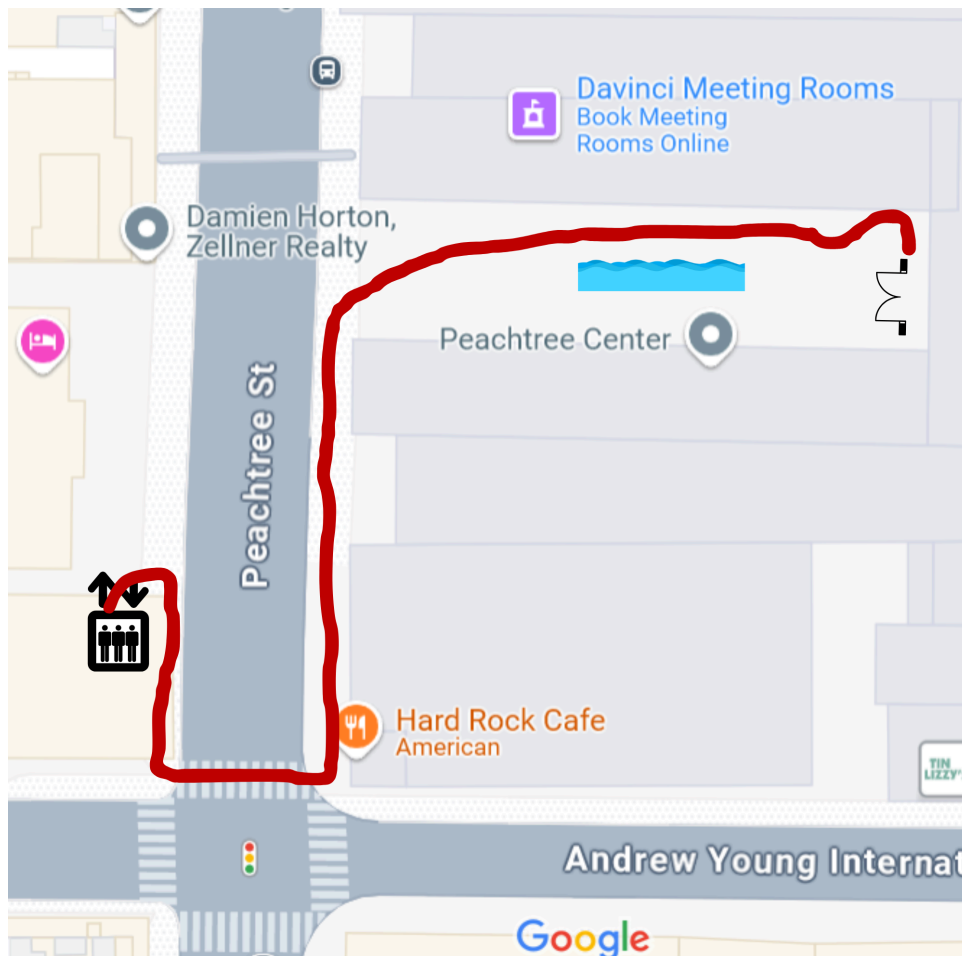 Davinci Meeting Rooms
Book Meeting
Rooms Online
Damien Horton,
Zellner Realty
Peachtree Center
Peachtree St
Hard Rock Cafe
American
TIN
LIZZY'
Andrew Young Internat
Google